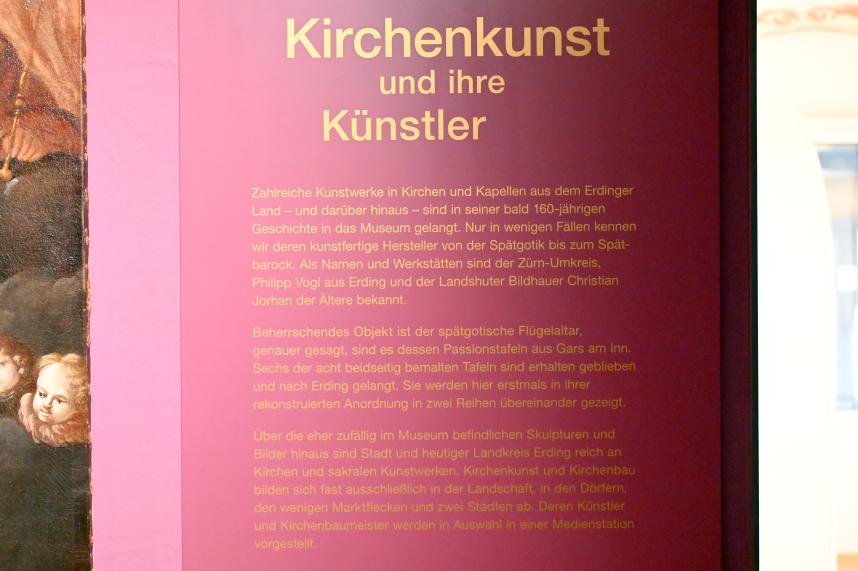 Kirchenkunst
und ihre
Künstler
Zahlreiche Kunstwerke in Kirchen und Kapellen aus dem Erdinger
Land – und darüber hinaus – sind in seiner bald 160-jährigen
Geschichte in das Museum gelangt. Nur in wenigen Fällen kennen
wir deren kunstfertige Hersteller von der Spätgotik bis zum Spät-
barock. Als Namen und Werkstätten sind der Zürn-Umkreis,
Philipp Vogl aus Erding und der Landshuter Bildhauer Christian
Jorhan der Ältere bekannt.
Beherrschendes Objekt ist der spätgotische Flügelaltar,
genauer gesagt, sind es dessen Passionstafeln aus Gars am Inn.
Sechs der acht beidseitig bemalten Tafeln sind erhalten geblieben
und nach Erding gelangt. Sie werden hier erstmals in ihrer
rekonstruierten Anordnung in zwei Reihen übereinander gezeigt.
Über die eher zufällig im Museum befindlichen Skulpturen und
Bilder hinaus sind Stadt und heutiger Landkreis Erding reich an
Kirchen und sakralen Kunstwerken. Kirchenkunst und Kirchenbau
bilden sich fast ausschließlich in der Landschaft, in den Dörfern,
den wenigen Marktflecken und zwei Städten ab. Deren Künstler
und Kirchenbaumeister werden in Auswahl in einer Medienstation
vorgestellt.